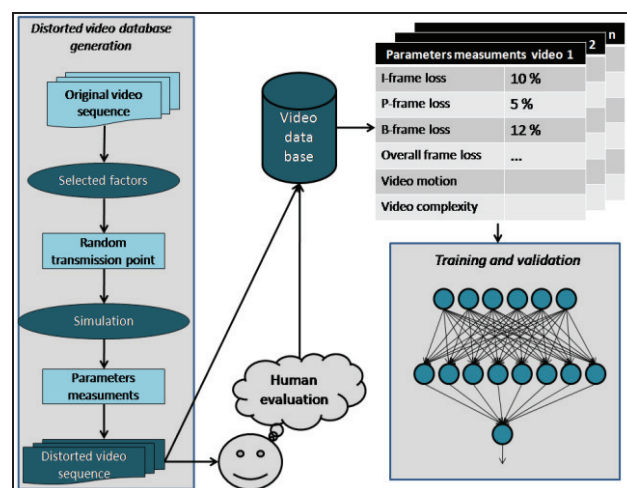 Distorted video database
generation
Original video
sequence
Selected factors
Random
transmission point
Simulation
Parameters
measuments
Distorted video
sequence
Video
data
base
Human
evaluation
n
2
Parameters measuments video 1
I-frame loss 10 %
P-frame loss 5 %
B-frame loss 12 %
Overall frame loss ...
Video motion
Video complexity
Training and validation